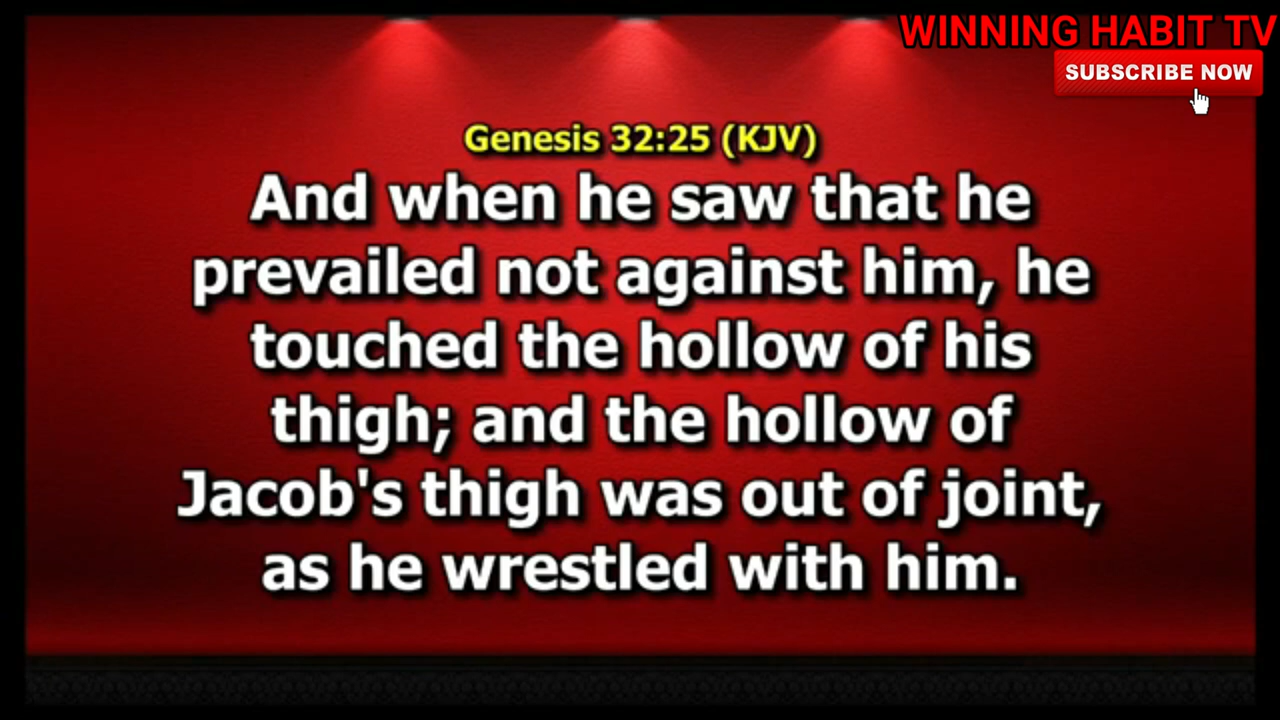 WINNING HABIT TV
SUBSCRIBE NOW
Genesis 32:25 (KJV)
And when he saw that he
prevailed not against him, he
touched the hollow of his
thigh; and the hollow of
Jacob's thigh was out of joint,
as he wrestled with him.